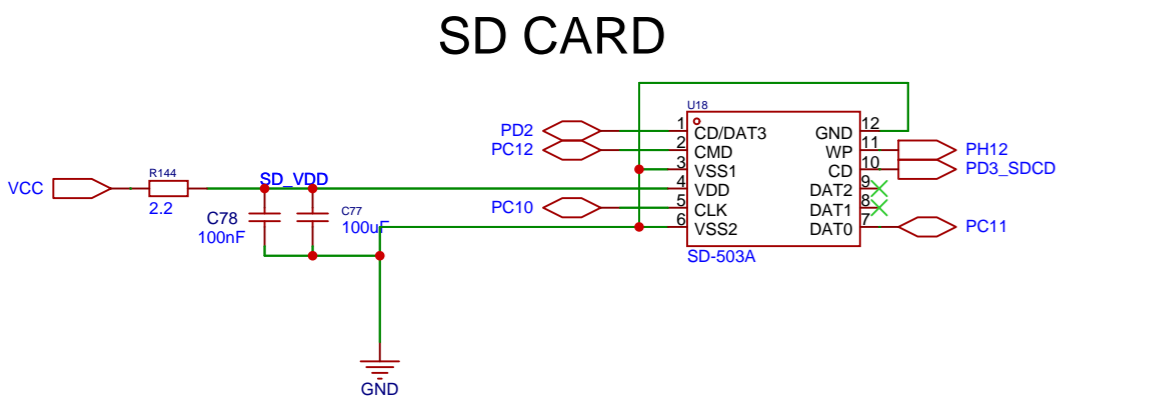 SD CARD
U18
PD2
1
CD/DAT3
GND
12
PC12
2
CMD
WP
11
PH12
3
VSS1
CD
10
PD3_SDCD
VCC
R144
2.2
SD_VDD
4
VDD
DAT2
9
PC10
5
CLK
DAT1
8
C78
100nF
C77
100uF
6
VSS2
DAT0
7
PC11
SD-503A
GND